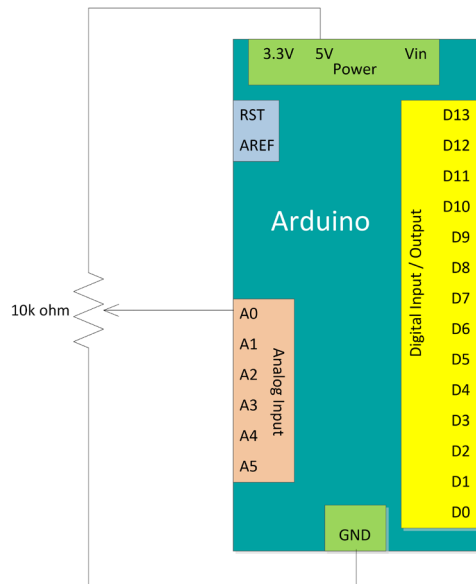 3.3V 5V Vin
Power
RST
AREF
Arduino
10k ohm
A0
A1
A2
A3
A4
A5
Analog Input
Digital Input / Output
D13
D12
D11
D10
D9
D8
D7
D6
D5
D4
D3
D2
D1
D0
GND